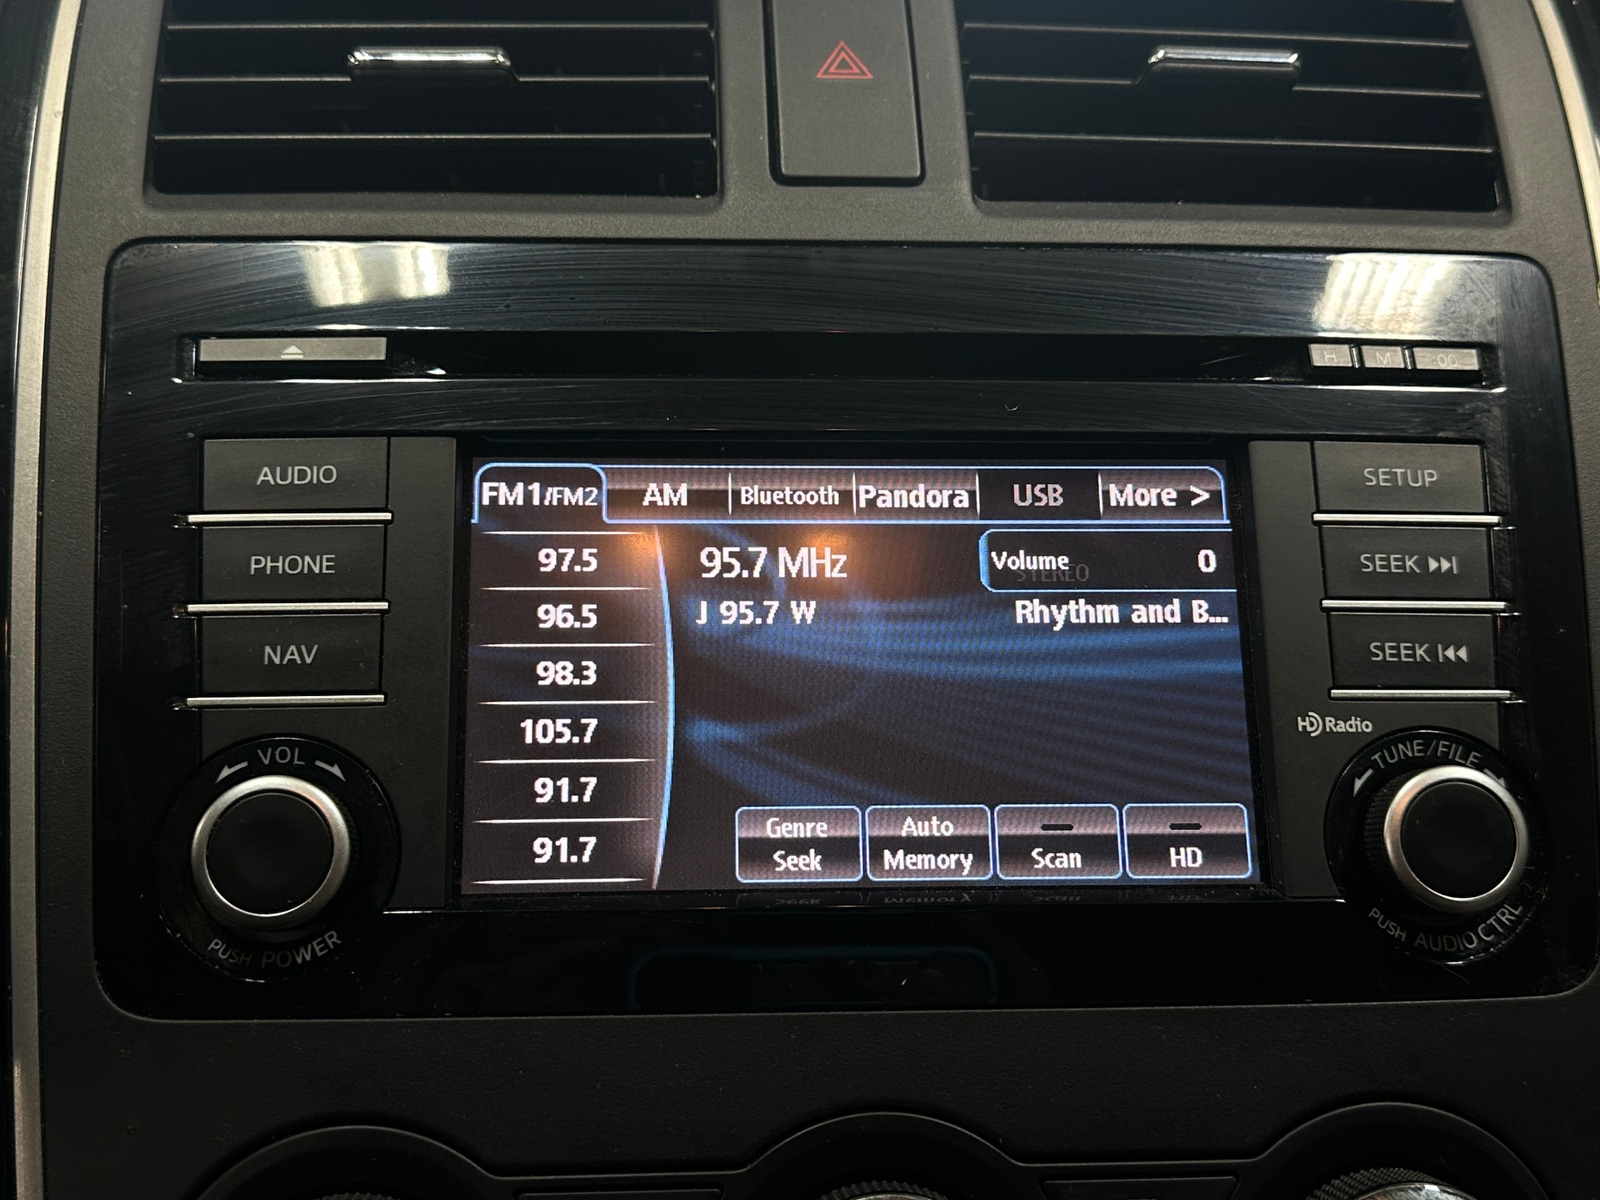 H M :00
AUDIO
PHONE
NAV
VOL
PUSH POWER
FM1/FM2 AM Bluetooth Pandora USB More >
97.5
96.5
98.3
105.7
91.7
91.7
95.7 MHz
Volume 0
STEREO
J 95.7 W
Rhythm and B...
Genre Seek
Auto Memory
Scan
HD
SETUP
SEEK
SEEK
HD Radio
TUNE/FILE
PUSH AUDIO CTRL